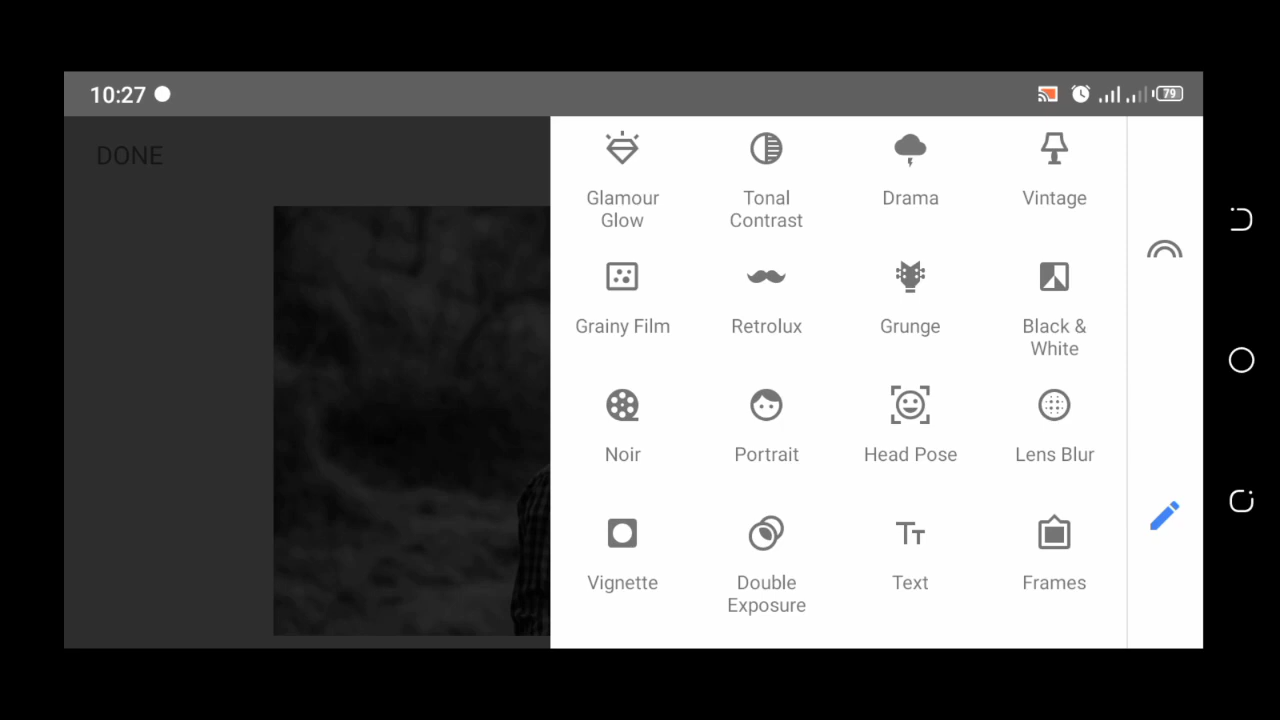 10:27
79
DONE
Glamour
Glow
Tonal
Contrast
Drama
Vintage
Grainy Film
Retrolux
Grunge
Black &
White
Noir
Portrait
Head Pose
Lens Blur
Vignette
Double
Exposure
Text
Frames